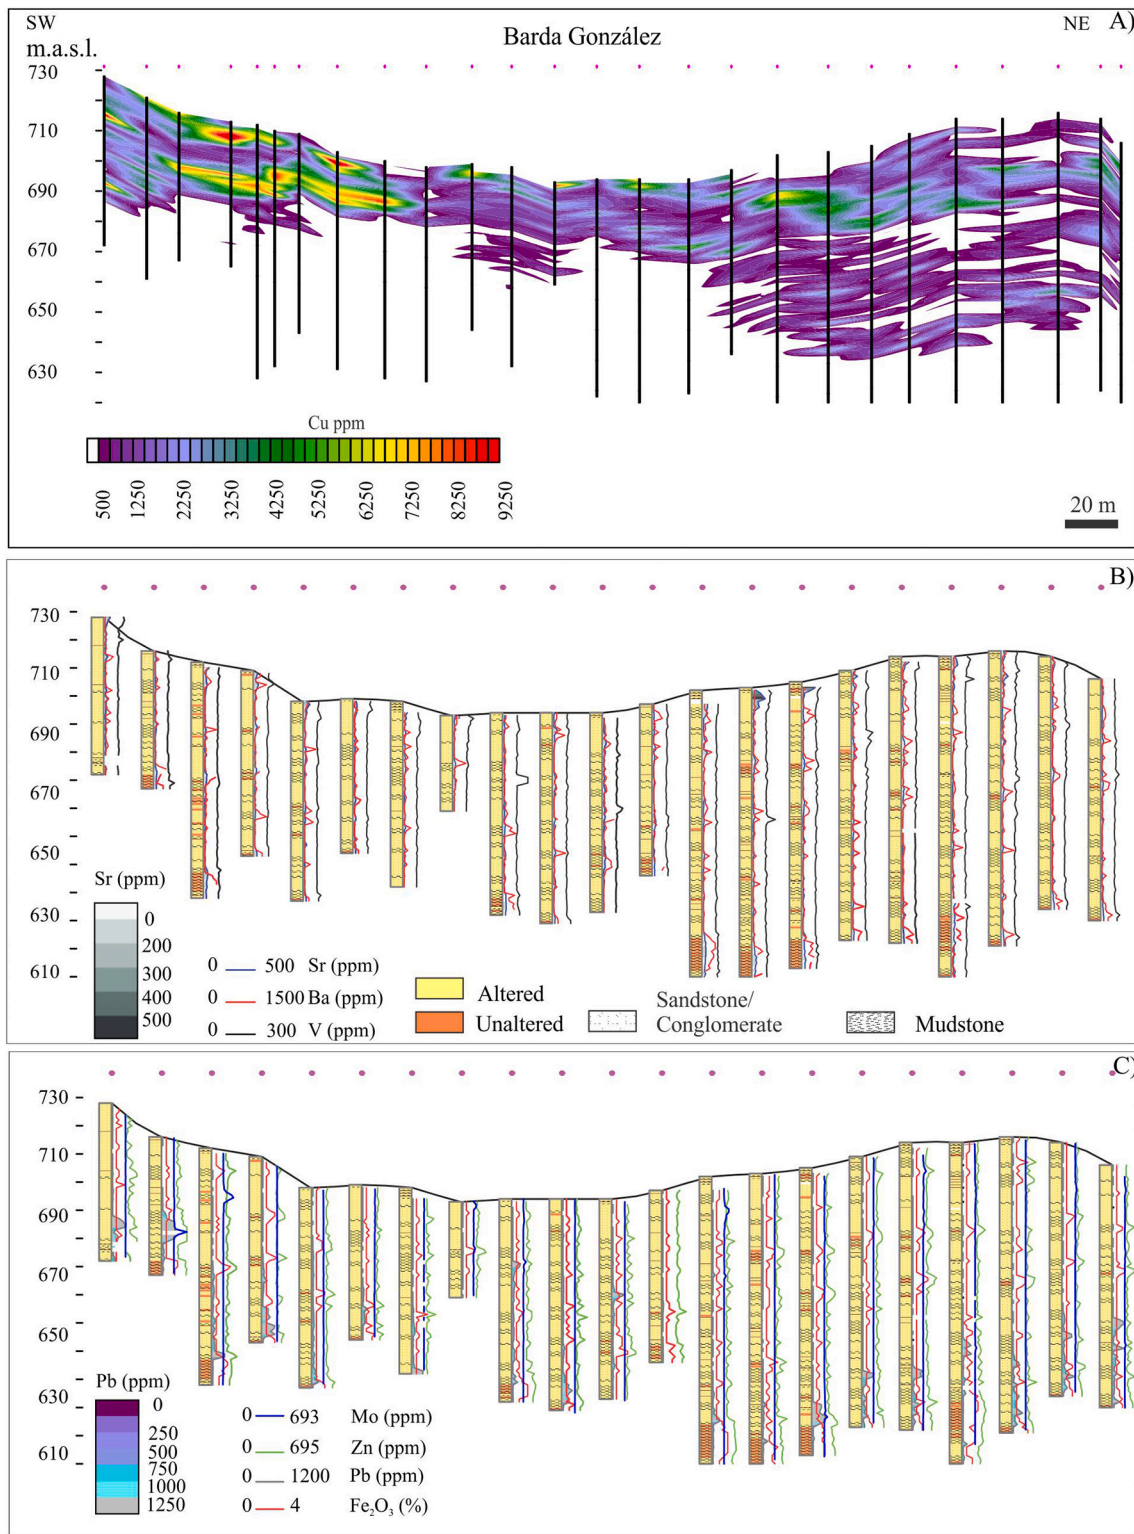 SW
Barda González
NE
A)
m.a.s.l.
730
710
690
670
650
630
Cu ppm
500 1250 2250 3250 4250 5250 6250 7250 8250 9250
20 m
B)
730
710
690
670
650
630
610
Sr (ppm)
0
200
300
400
500
0 500 Sr (ppm)
0 1500 Ba (ppm)
0 300 V (ppm)
Altered
Unaltered
Sandstone/
Conglomerate
Mudstone
C)
730
710
690
670
650
630
610
Pb (ppm)
0
250
500
750
1000
1250
0 693 Mo (ppm)
0 695 Zn (ppm)
0 1200 Pb (ppm)
0 4 Fe₂O₃ (%)